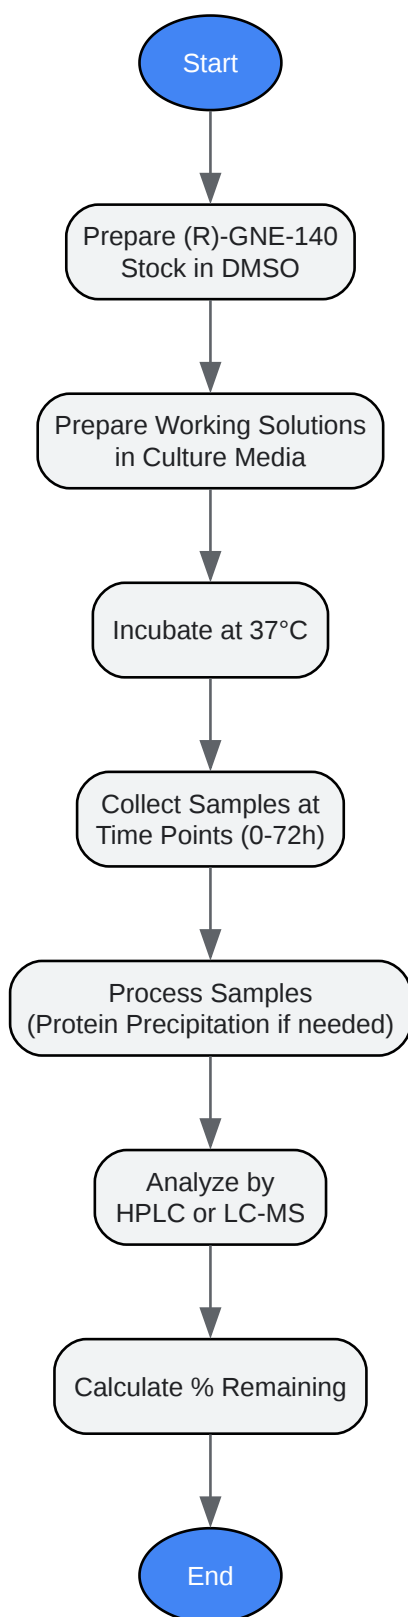 Start
Prepare (R)-GNE-140
Stock in DMSO
Prepare Working Solutions
in Culture Media
Incubate at 37°C
Collect Samples at
Time Points (0-72h)
Process Samples
(Protein Precipitation if needed)
Analyze by
HPLC or LC-MS
Calculate % Remaining
End